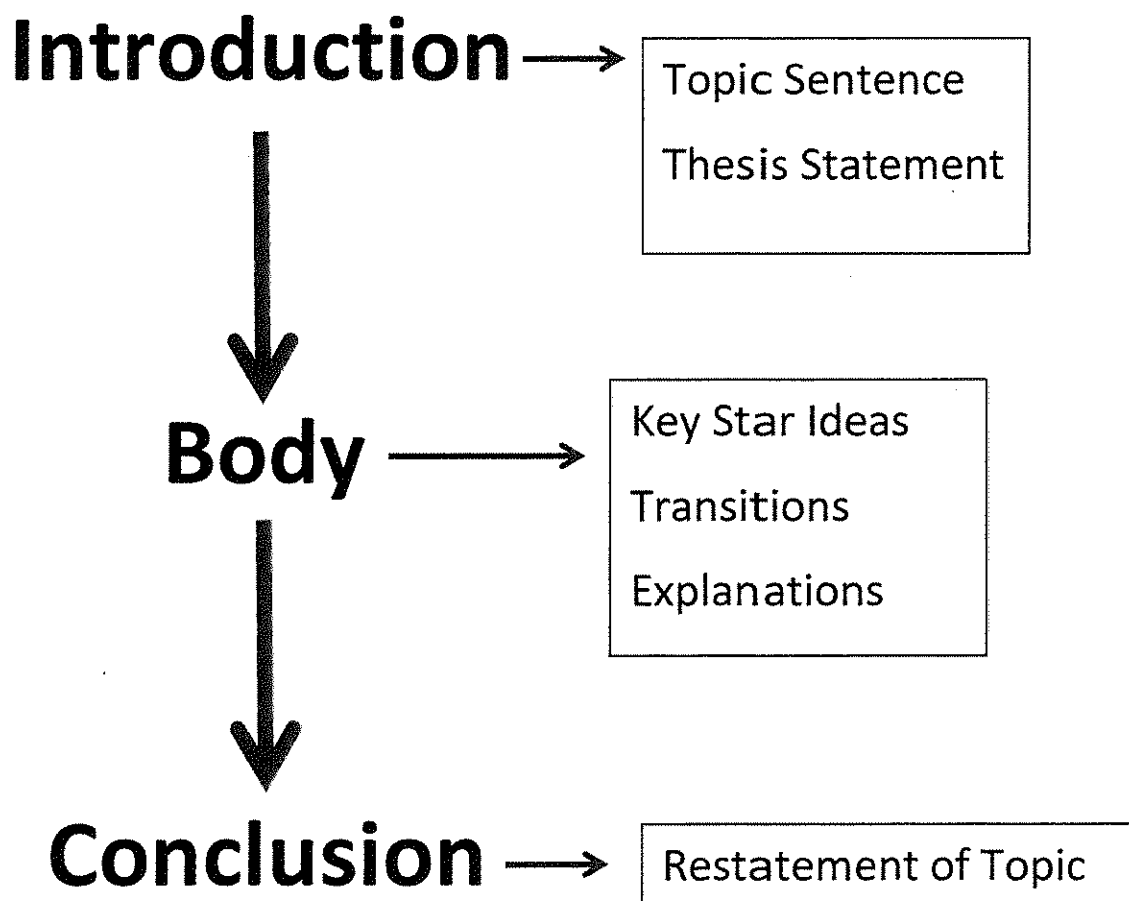 Introduction
Topic Sentence
Thesis Statement
Body
Key Star Ideas
Transitions
Explanations
Conclusion
Restatement of Topic